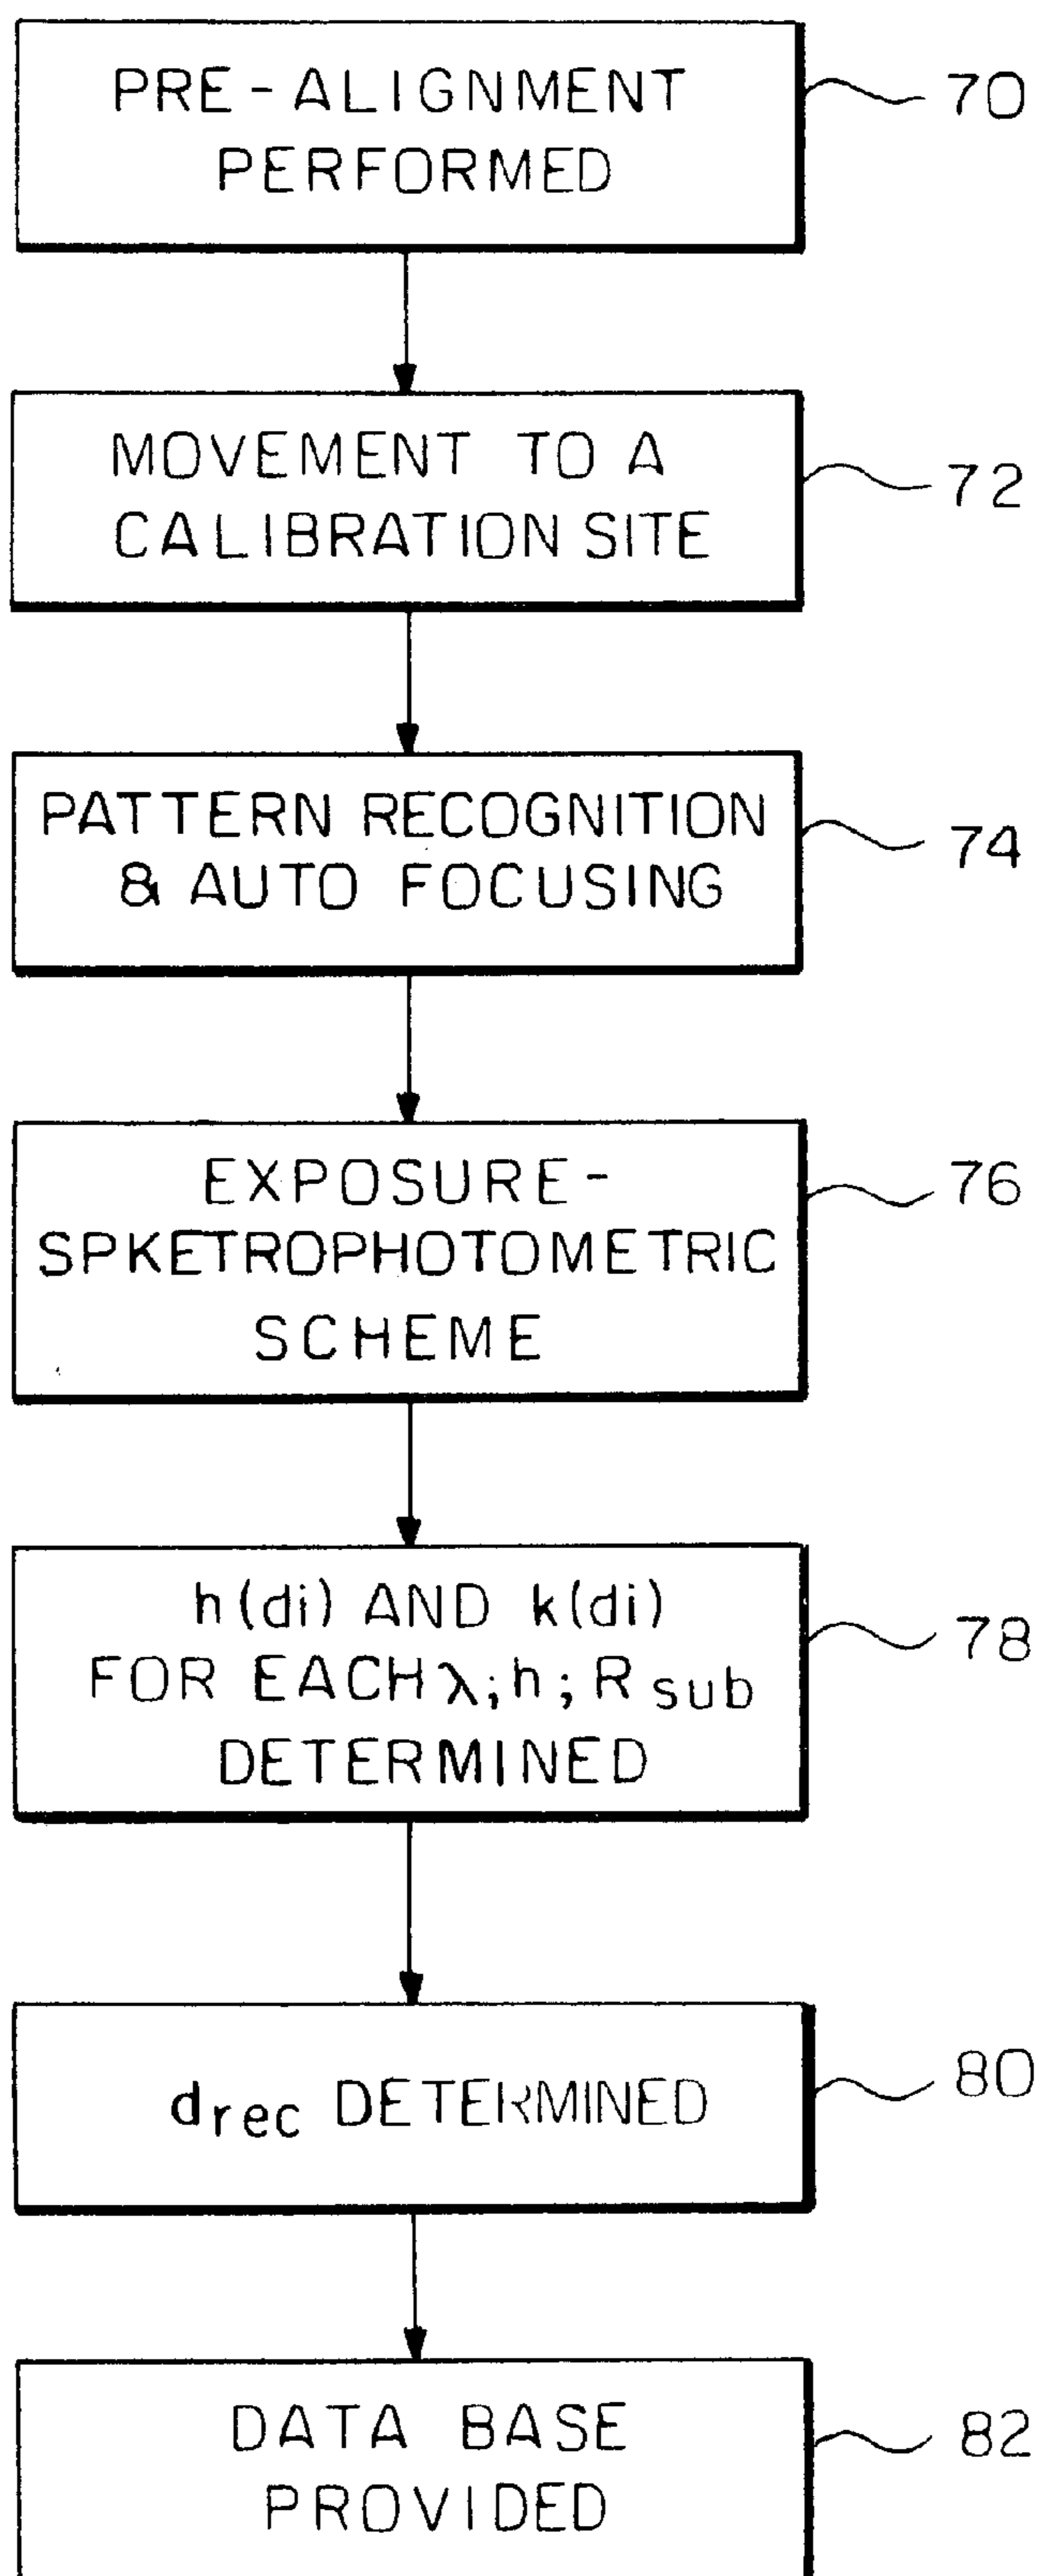 PRE-ALIGNMENT
PERFORMED
70
MOVEMENT TO A
CALIBRATION SITE
72
PATTERN RECOGNITION
& AUTO FOCUSING
74
EXPOSURE-
SPKETROPHOTOMETRIC
SCHEME
76
h(di) AND k(di)
FOR EACH λ; h; Rsub
DETERMINED
78
drec DETERMINED
80
DATA BASE
PROVIDED
82